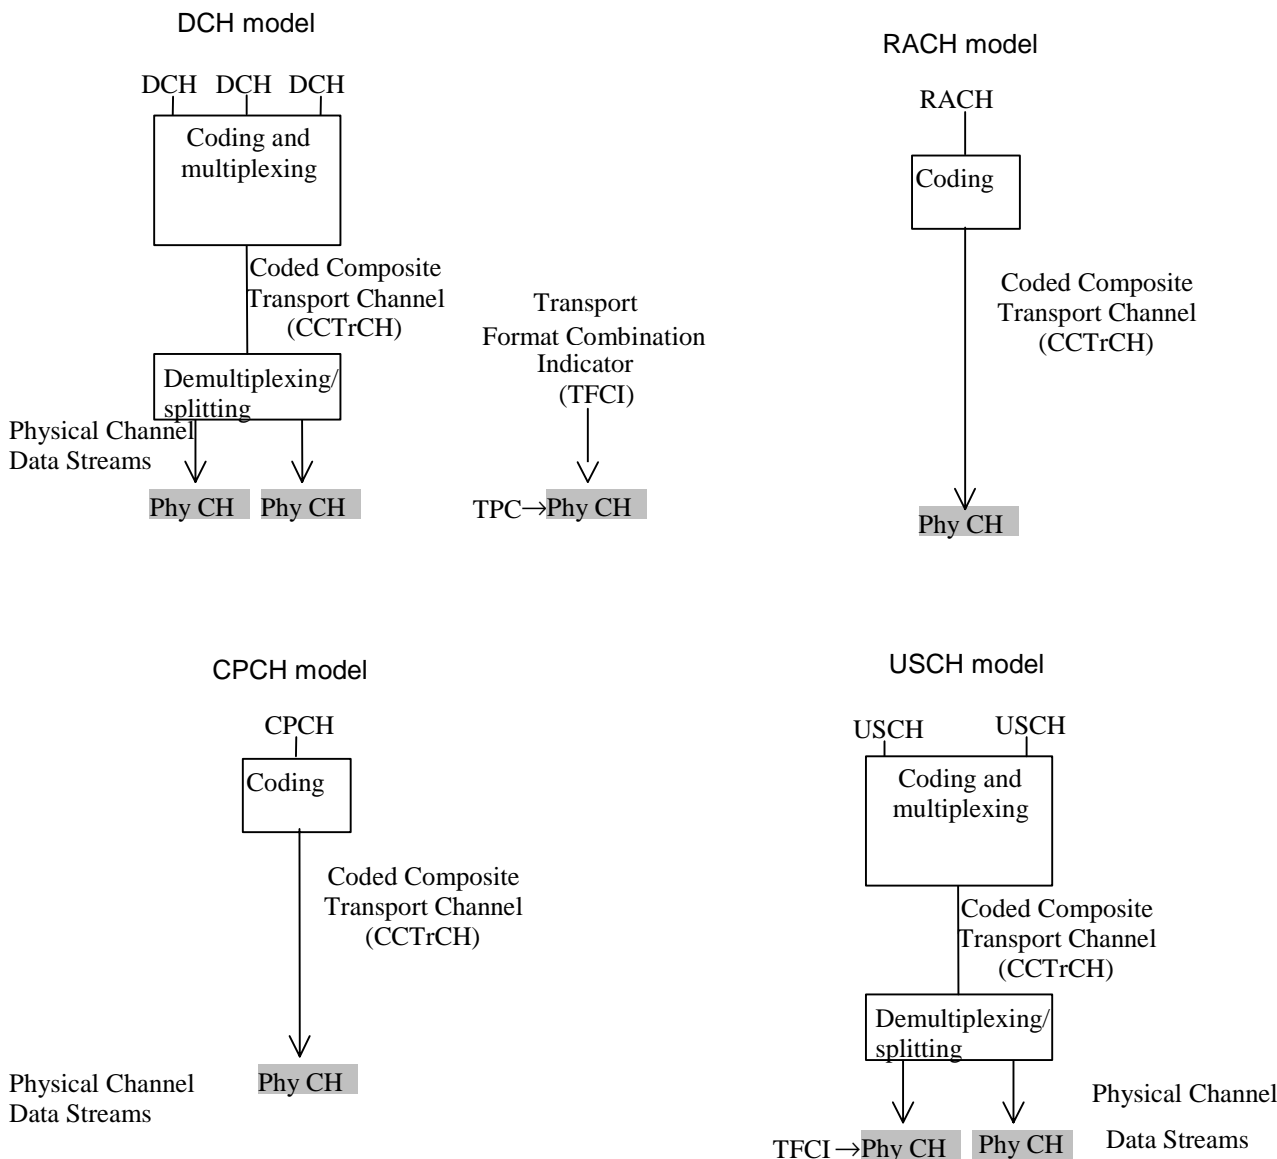 DCH model
DCH DCH DCH
Coding and
multiplexing
Coded Composite
Transport Channel
(CCTrCH)
Demultiplexing/
splitting
Physical Channel
Data Streams
Phy CH Phy CH
Transport
Format Combination
Indicator
(TFCI)
TPC→Phy CH
RACH model
RACH
Coding
Coded Composite
Transport Channel
(CCTrCH)
Phy CH
CPCH model
CPCH
Coding
Coded Composite
Transport Channel
(CCTrCH)
Physical Channel
Data Streams
Phy CH
USCH model
USCH USCH
Coding and
multiplexing
Coded Composite
Transport Channel
(CCTrCH)
Demultiplexing/
splitting
Physical Channel
Data Streams
TFCI→Phy CH Phy CH